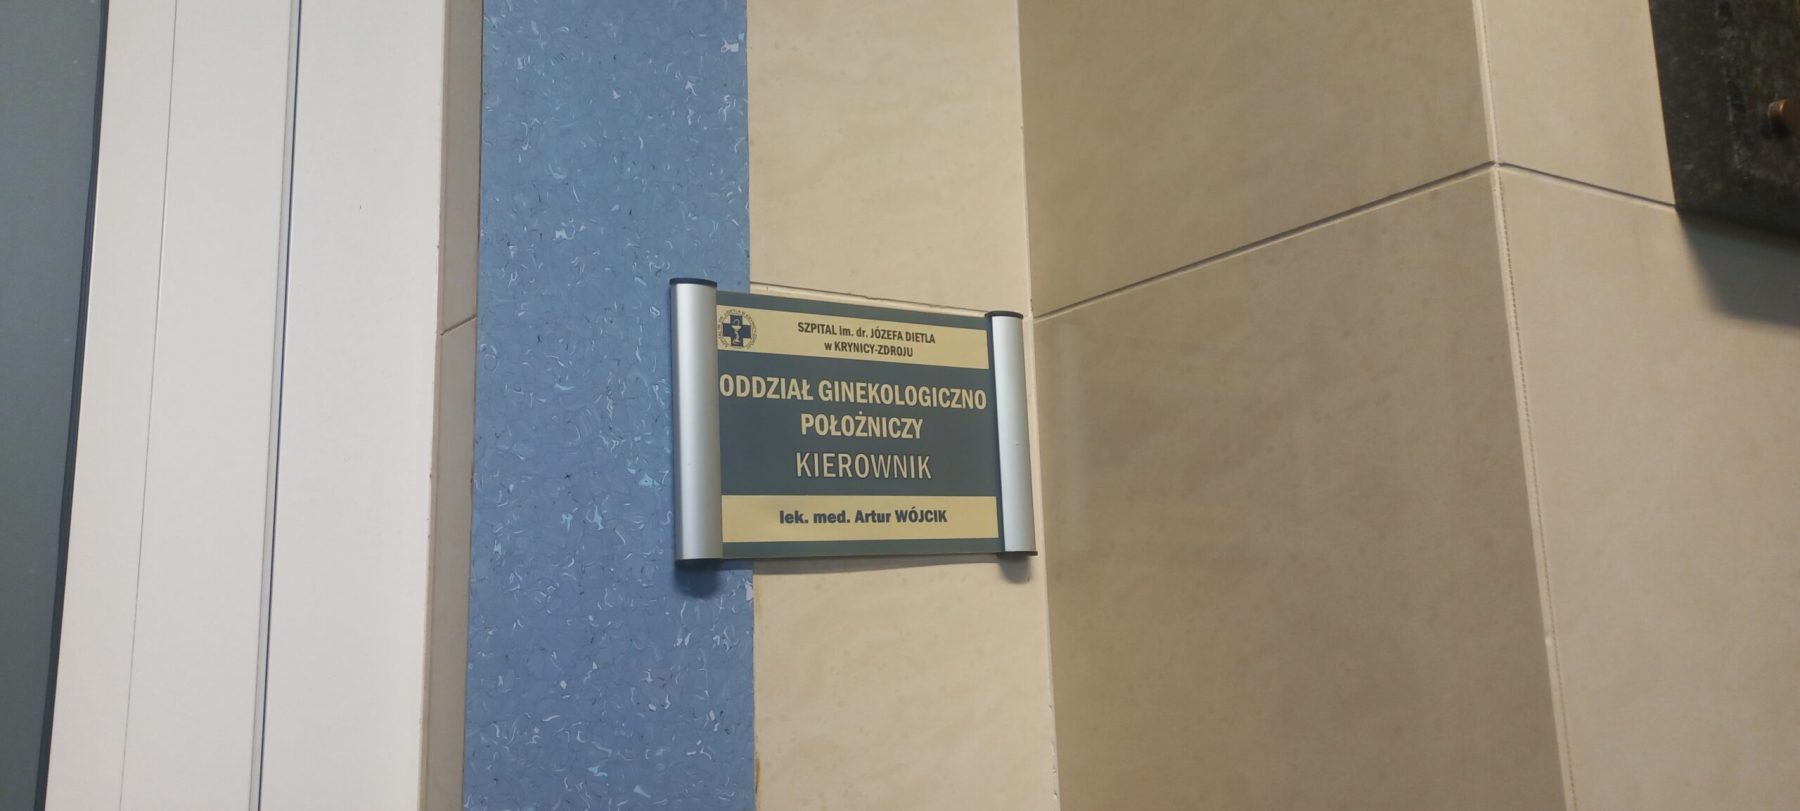 SZPITAL im. dr. JÓZEFA DIETLA
w KRYNICY-ZDROJU
ODDZIAŁ GINEKOLOGICZNO
POŁOŻNICZY
KIEROWNIK
lek. med. Artur WÓJCIK